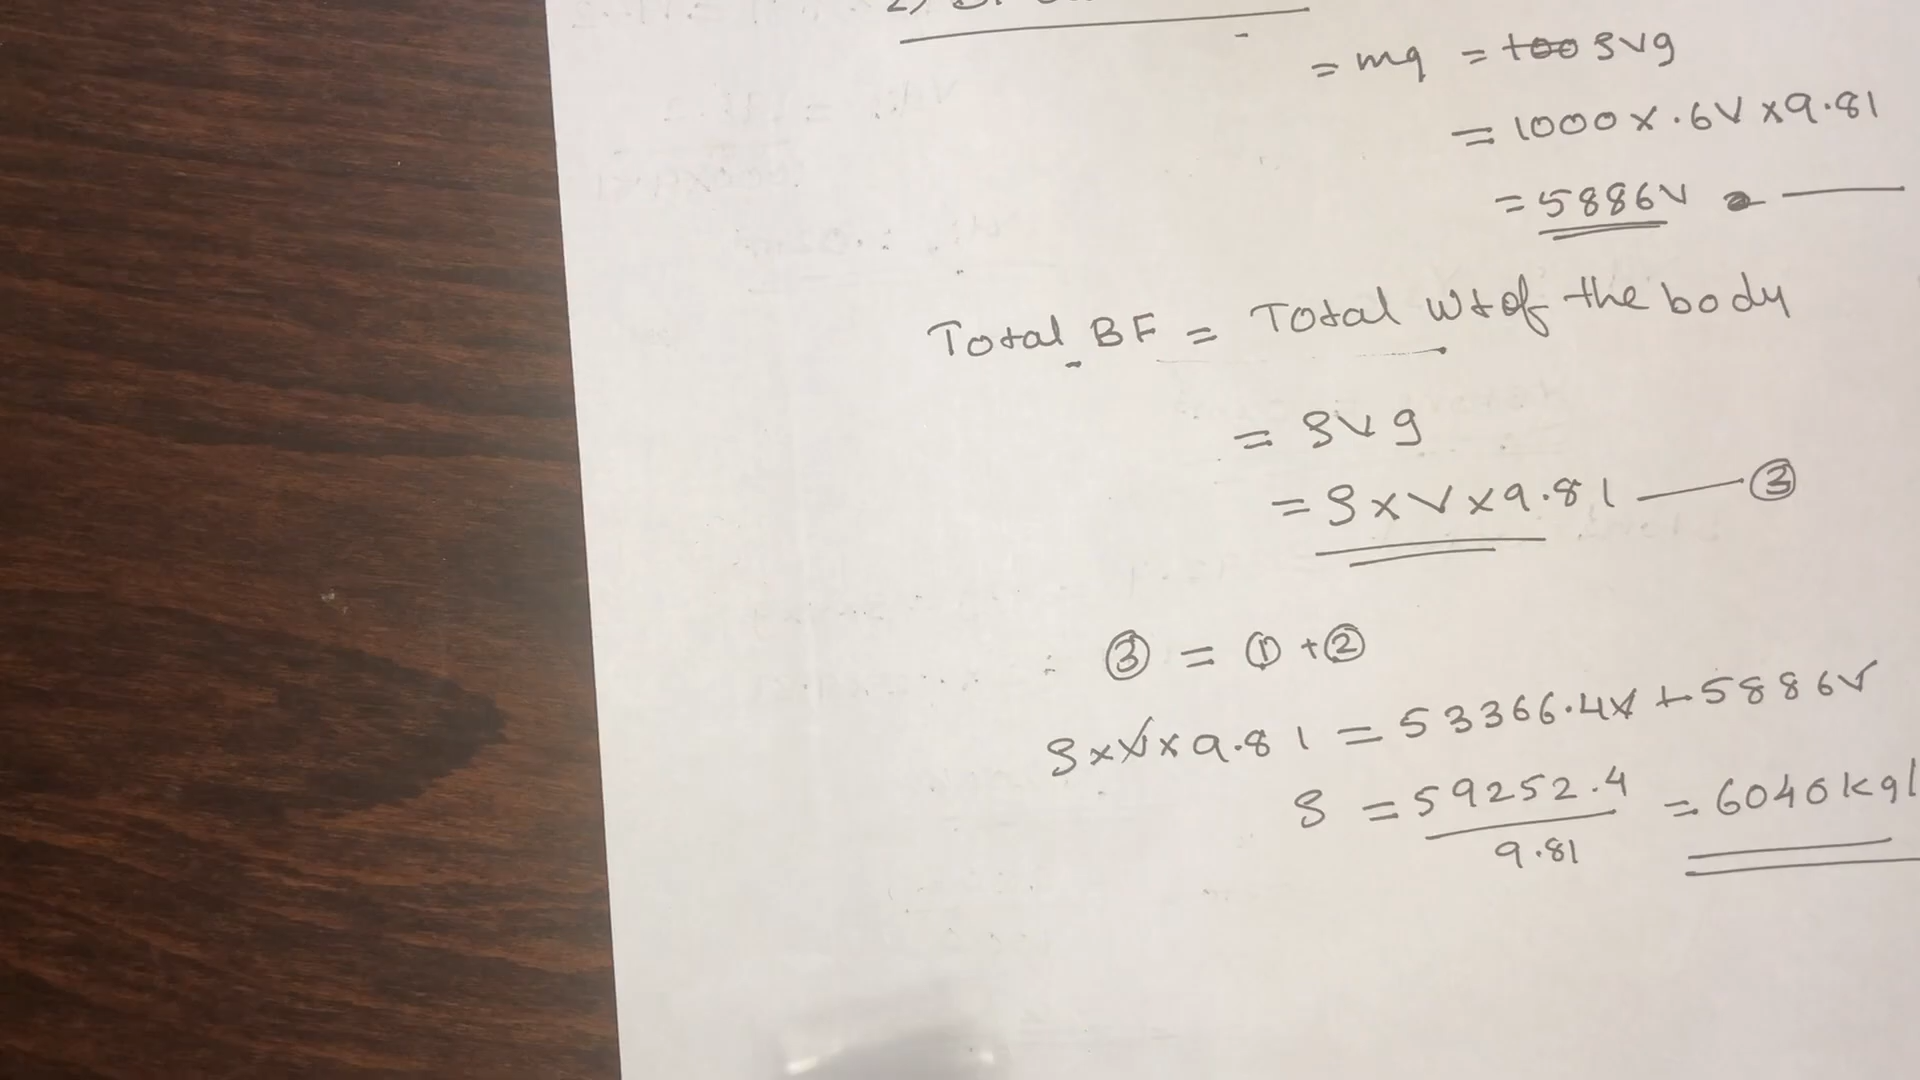 = mg = ρVg
= 1000 x .6V x 9.81
= 5886V
Total BF = Total Wt of the body
= ρVg
= ρ x V x 9.81 — ③
③ = ① + ②
ρ x V x 9.81 = 53366.4V + 5886V
ρ = 59252.4 / 9.81 = 6040 kg/